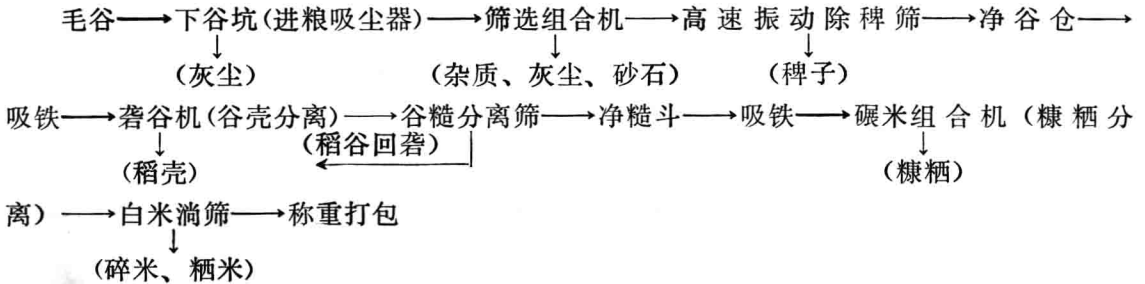 毛谷→下谷坑(进粮吸尘器)→筛选组合机→高速振动除稗筛→净谷仓→
(灰尘) (杂质、灰尘、砂石) (稗子)
吸铁→砻谷机(谷壳分离)→谷糙分离筛→净糙斗→吸铁→碾米组合机(糠粞分
(稻谷回砻)
(稻壳) (糠粞)
离)→白米淌筛→称重打包
(碎米、粞米)